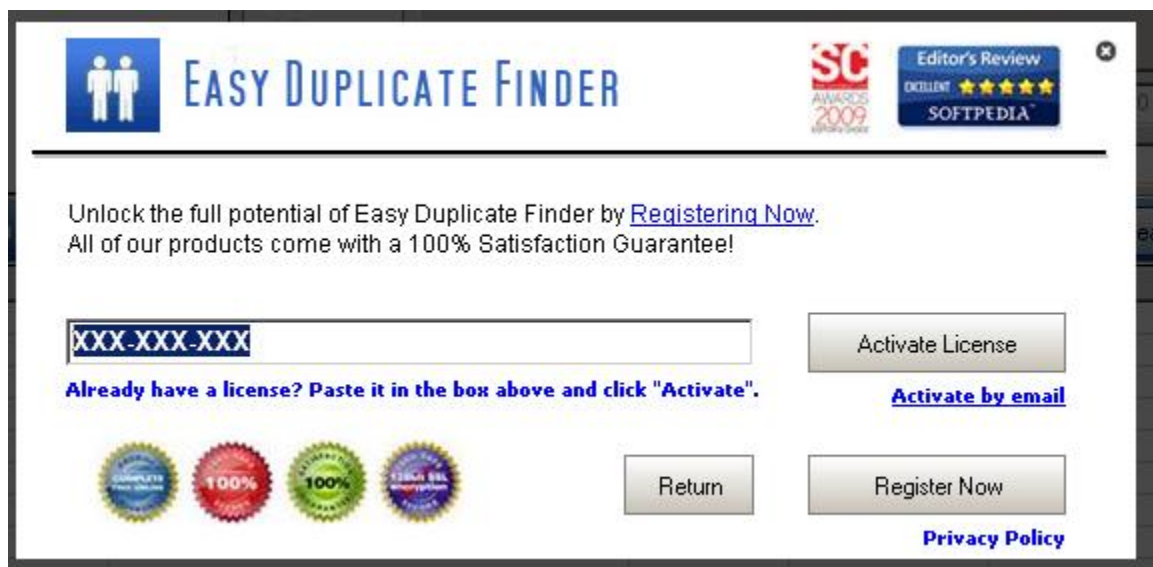 EASY DUPLICATE FINDER
SC
AWARDS
2009
Editor's Review
EXCELLENT
SOFTPEDIA
Unlock the full potential of Easy Duplicate Finder by Registering Now.
All of our products come with a 100% Satisfaction Guarantee!
XXX-XXX-XXX
Activate License
Already have a license? Paste it in the box above and click "Activate".
Activate by email
100%
100%
Return
Register Now
Privacy Policy